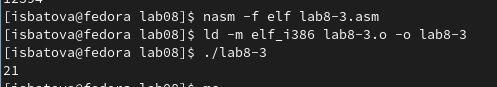 [isbatova@fedora lab08]$ nasm -f elf lab8-3.asm
[isbatova@fedora lab08]$ ld -m elf_i386 lab8-3.o -o lab8-3
[isbatova@fedora lab08]$ ./lab8-3
21